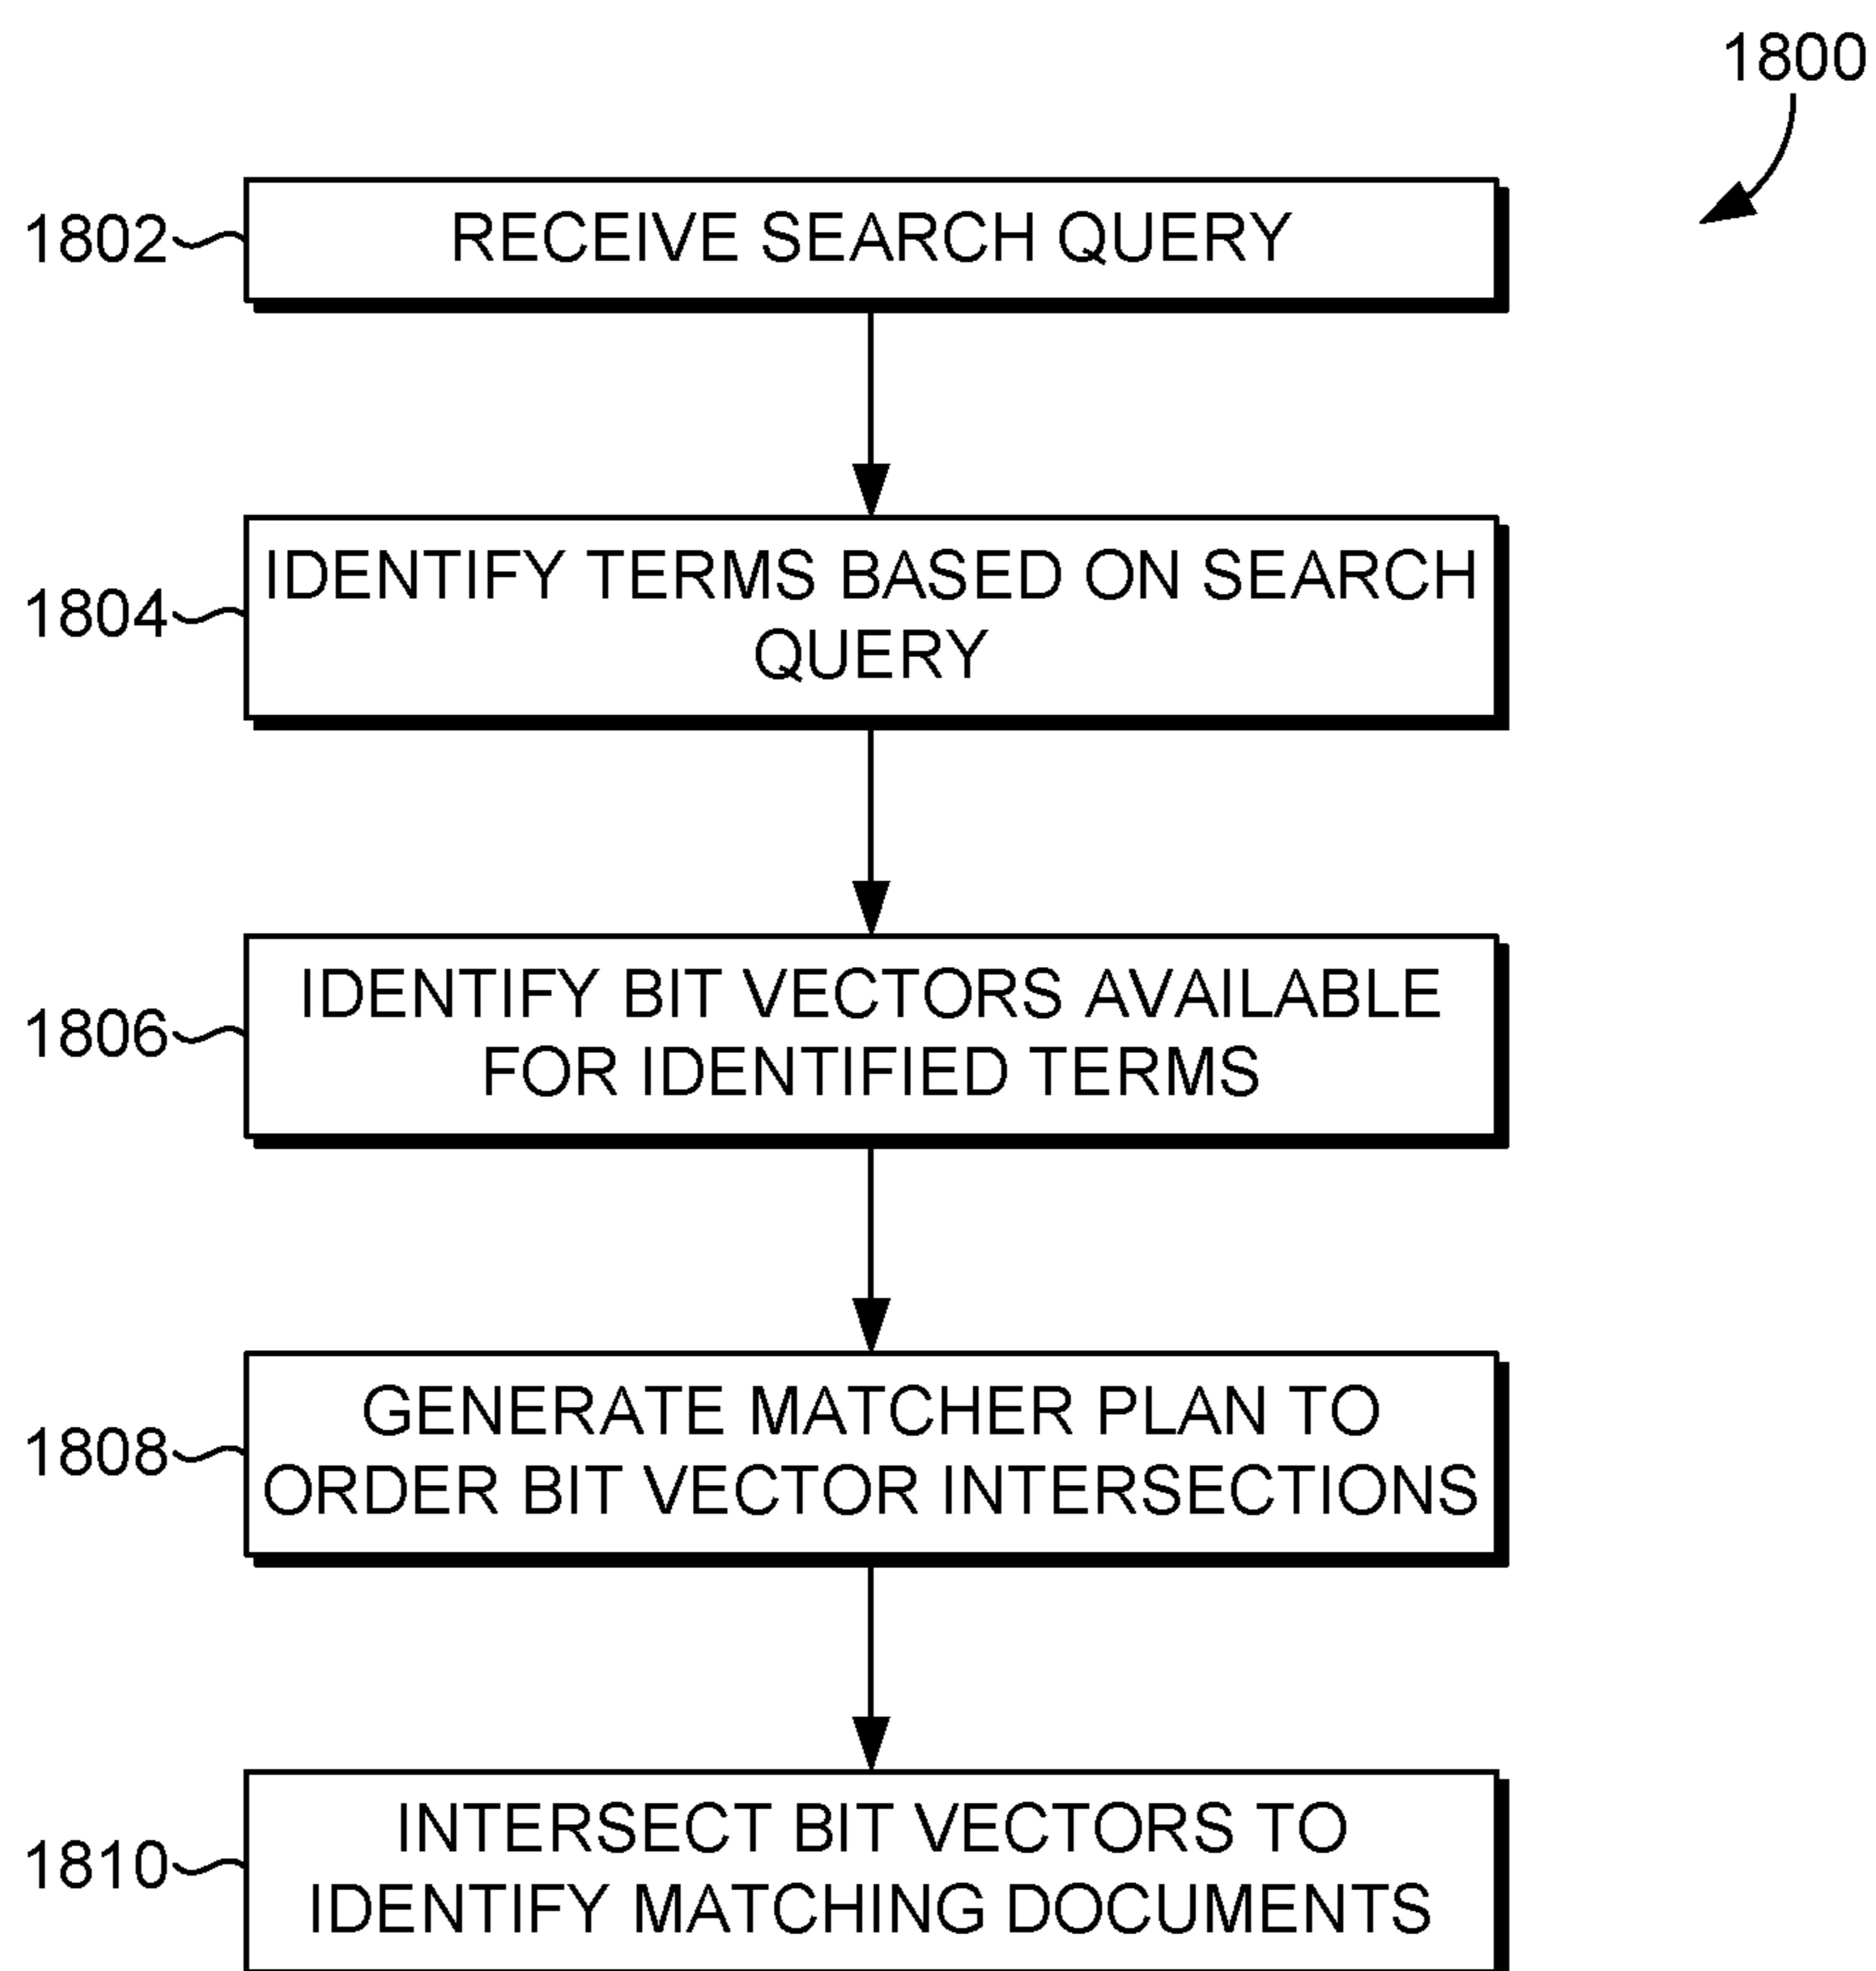 1800
1802
RECEIVE SEARCH QUERY
1804
IDENTIFY TERMS BASED ON SEARCH
QUERY
1806
IDENTIFY BIT VECTORS AVAILABLE
FOR IDENTIFIED TERMS
1808
GENERATE MATCHER PLAN TO
ORDER BIT VECTOR INTERSECTIONS
1810
INTERSECT BIT VECTORS TO
IDENTIFY MATCHING DOCUMENTS